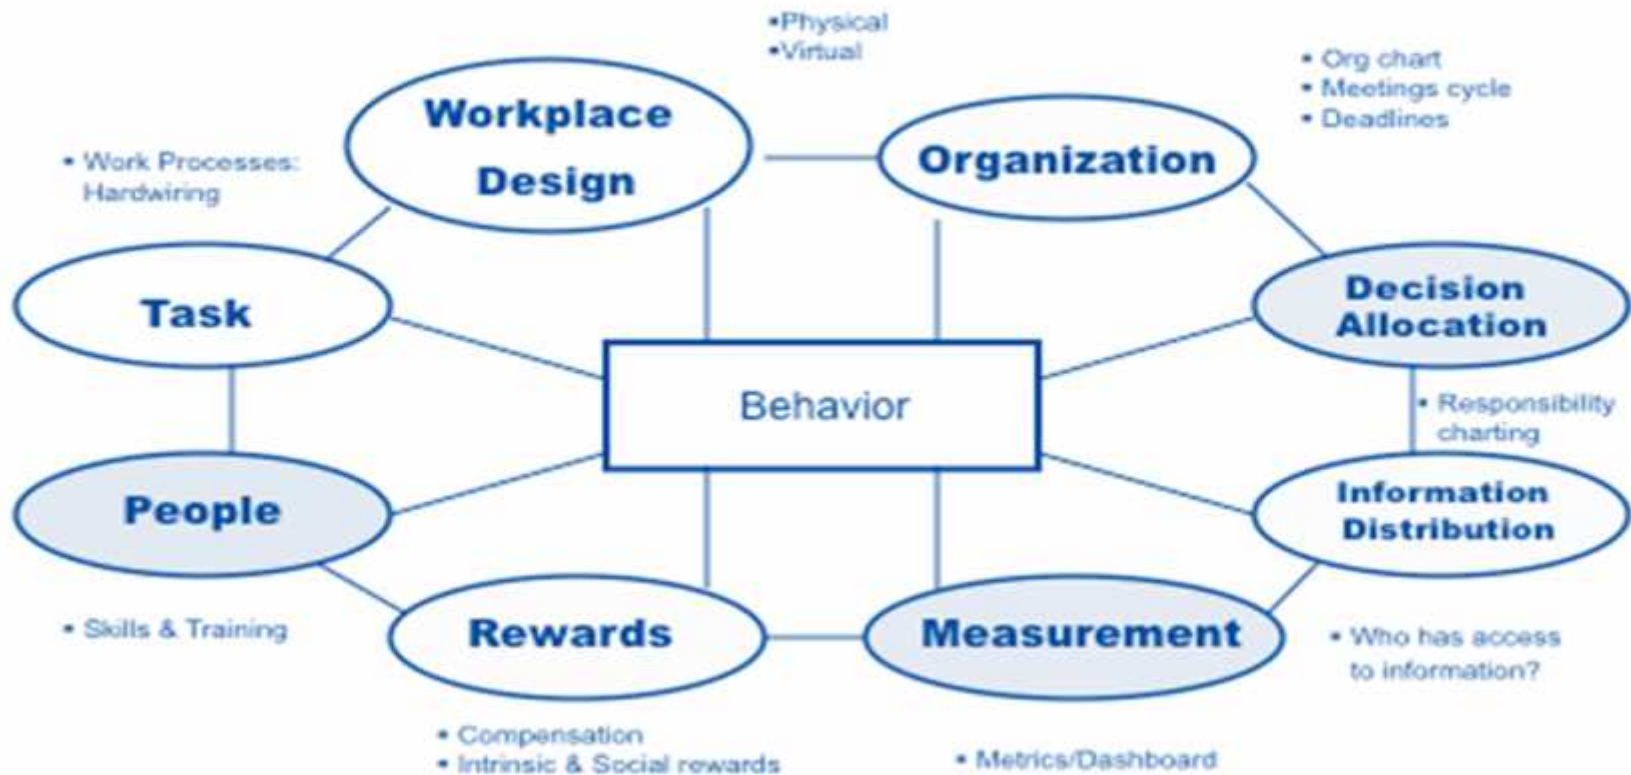 ▪Physical
▪Virtual
▪ Org chart
▪ Meetings cycle
▪ Deadlines
Workplace
Design
Organization
▪ Work Processes:
Hardwiring
Task
Decision
Allocation
Behavior
▪ Responsibility
charting
People
Information
Distribution
▪ Skills & Training
Rewards
Measurement
▪ Who has access
to information?
▪ Compensation
▪ Intrinsic & Social rewards
▪ Metrics/Dashboard